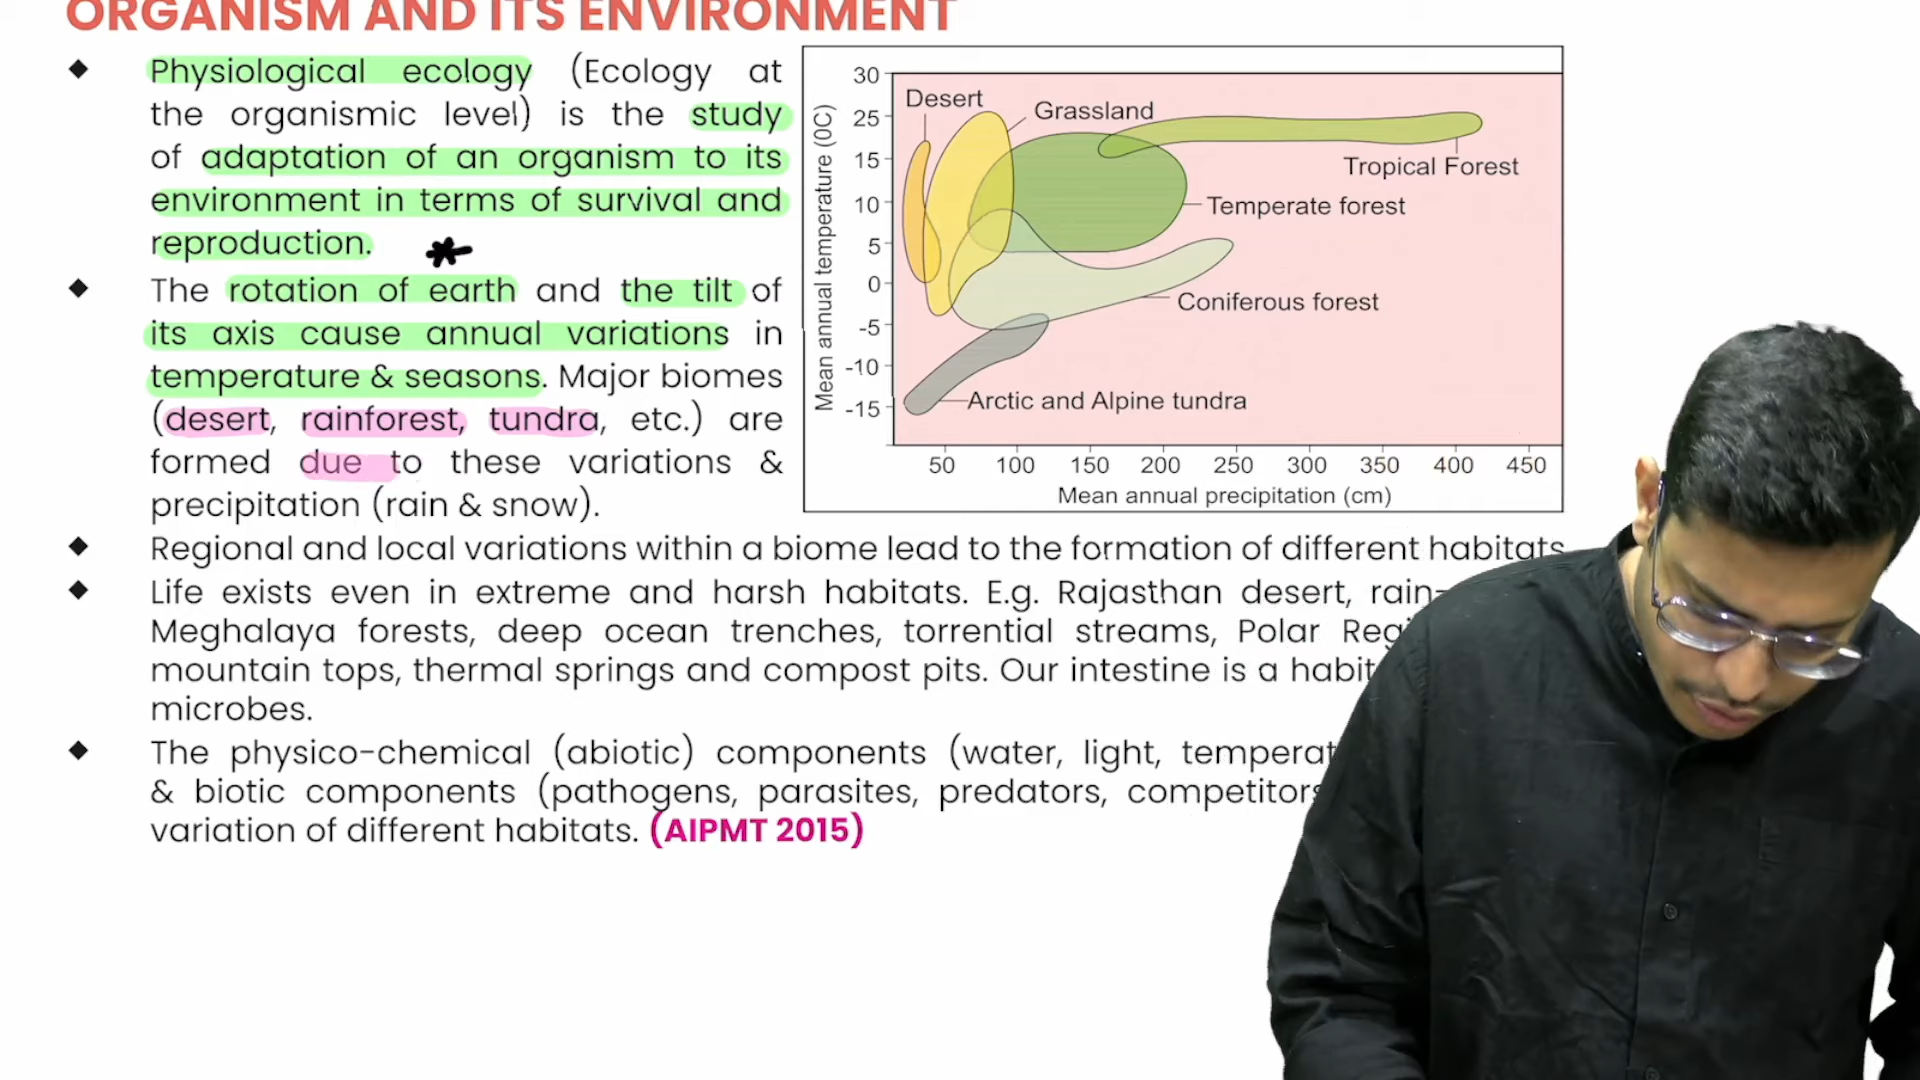 ORGANISM AND ITS ENVIRONMENT
Physiological ecology (Ecology at
the organismic level) is the study
of adaptation of an organism to its
environment in terms of survival and
reproduction.
The rotation of earth and the tilt of
its axis cause annual variations in
temperature & seasons. Major biomes
(desert, rainforest, tundra, etc.) are
formed due to these variations &
precipitation (rain & snow).
Mean annual temperature (0C)
30
25
15
10
5
0
-5
-10
-15
Desert
Grassland
Tropical Forest
Temperate forest
Coniferous forest
Arctic and Alpine tundra
50 100 150 200 250 300 350 400 450
Mean annual precipitation (cm)
Regional and local variations within a biome lead to the formation of different habitats
Life exists even in extreme and harsh habitats. E.g. Rajasthan desert, rain-
Meghalaya forests, deep ocean trenches, torrential streams, Polar
mountain tops, thermal springs and compost pits. Our intestine is a
microbes.
The physico-chemical (abiotic) components (water, light,
& biotic components (pathogens, parasites, predators,
variation of different habitats. (AIPMT 2015)